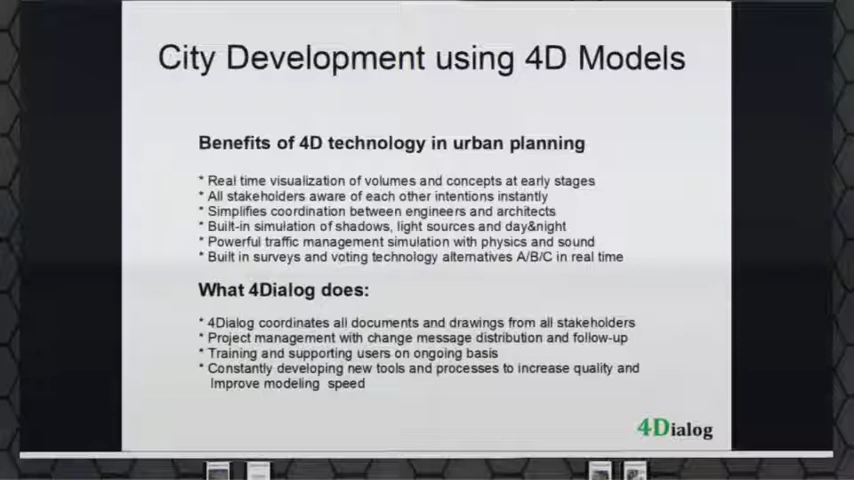 City Development using 4D Models
Benefits of 4D technology in urban planning
* Real time visualization of volumes and concepts at early stages
* All stakeholders aware of each other intentions instantly
* Simplifies coordination between engineers and architects
* Built-in simulation of shadows, light sources and day&night
* Powerful traffic management simulation with physics and sound
* Built in surveys and voting technology alternatives A/B/C in real time
What 4Dialog does:
* 4Dialog coordinates all documents and drawings from all stakeholders
* Project management with change message distribution and follow-up
* Training and supporting users on ongoing basis
* Constantly developing new tools and processes to increase quality and
Improve modeling speed
4Dialog